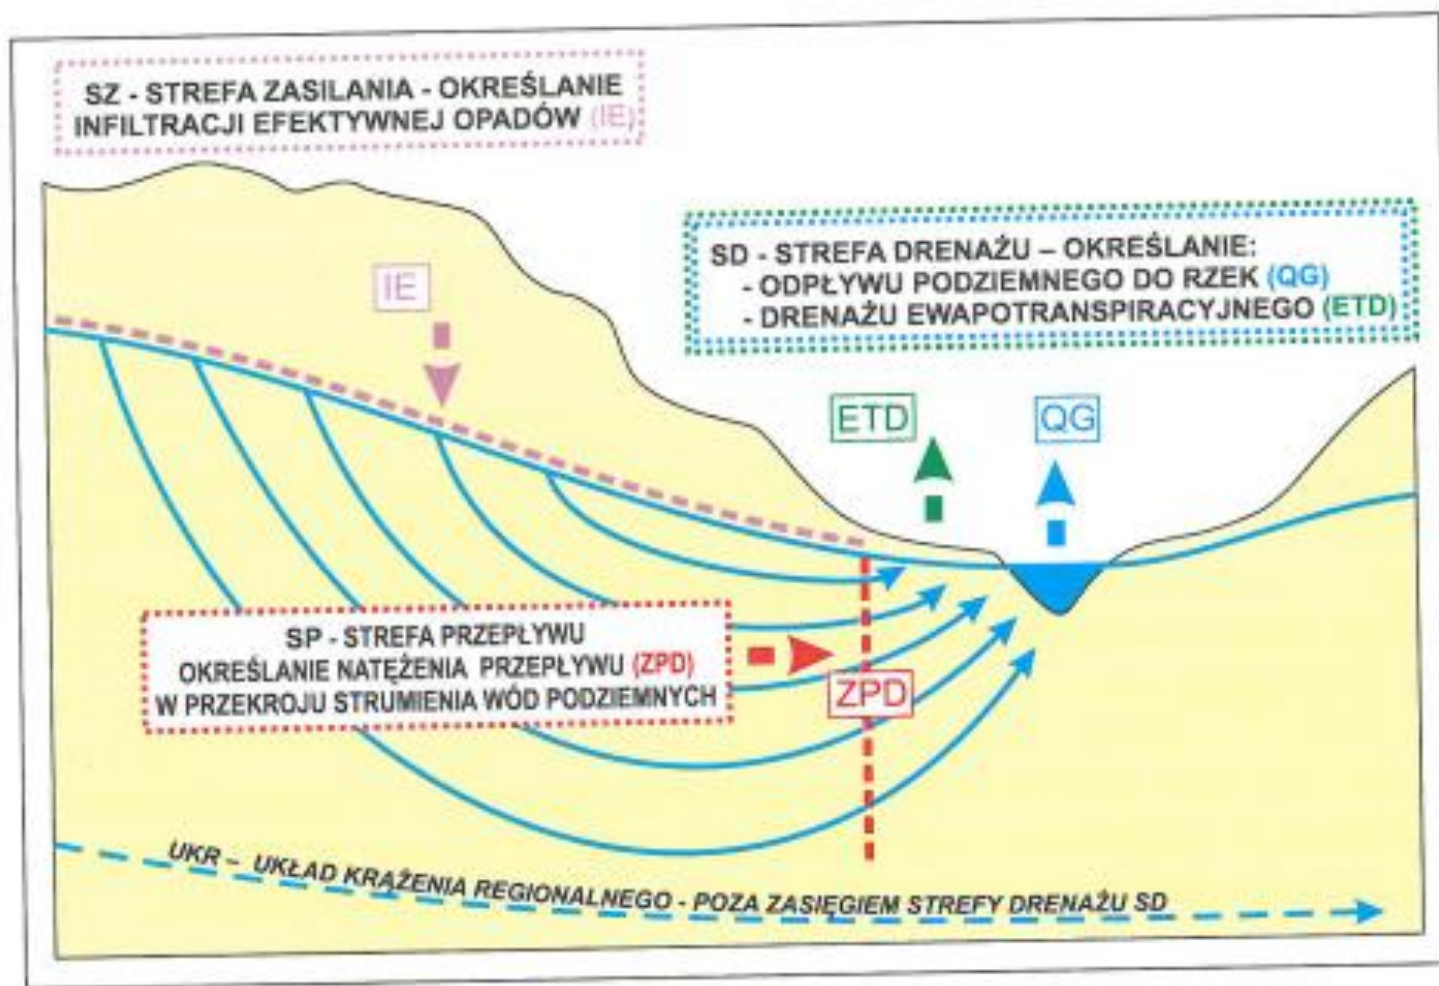 SZ - STREFA ZASILANIA - OKREŚLANIE
INFILTRACJI EFEKTYWNEJ OPADÓW (IE)
SD - STREFA DRENAŻU – OKREŚLANIE:
- ODPŁYWU PODZIEMNEGO DO RZEK (QG)
- DRENAŻU EWAPOTRANSPIRACYJNEGO (ETD)
IE
ETD
QG
SP - STREFA PRZEPŁYWU
OKREŚLANIE NATĘŻENIA PRZEPŁYWU (ZPD)
W PRZEKROJU STRUMIENIA WÓD PODZIEMNYCH
ZPD
UKR – UKŁAD KRĄŻENIA REGIONALNEGO - POZA ZASIĘGIEM STREFY DRENAŻU SD